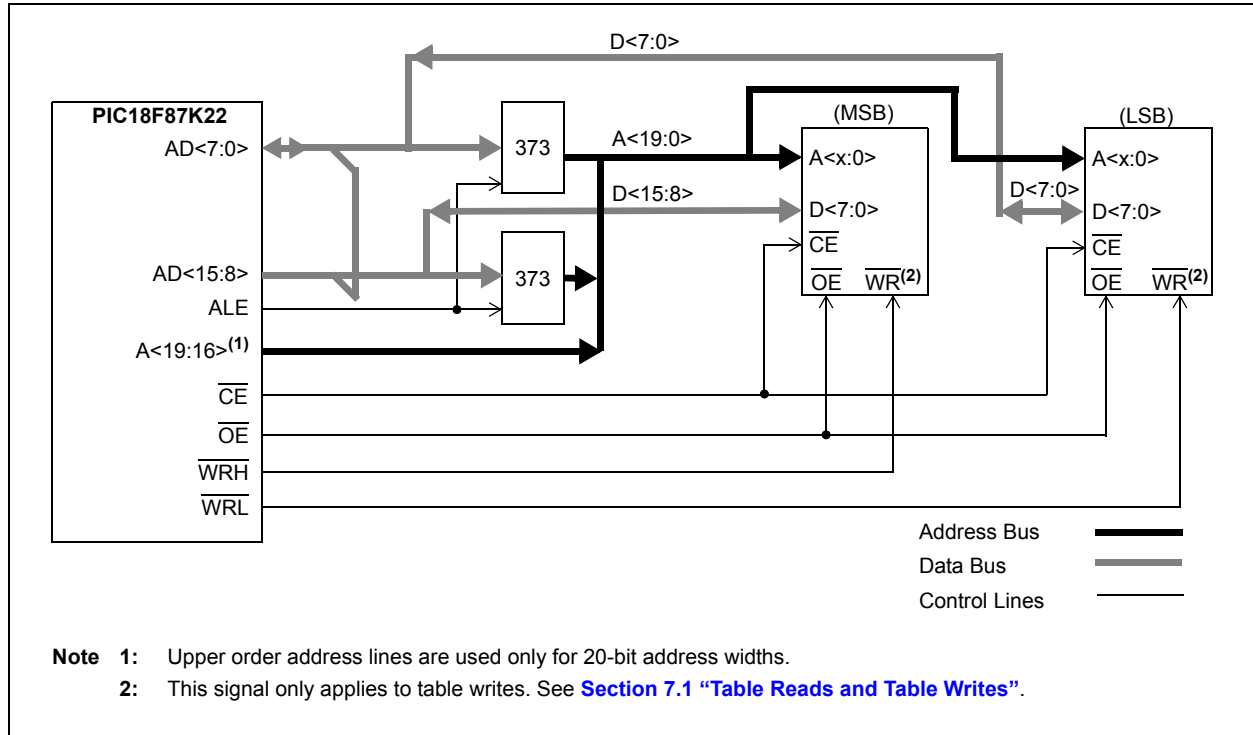 D<7:0>
PIC18F87K22
AD<7:0>
373
A<19:0>
D<15:8>
(MSB)
A<x:0>
D<7:0>
CE
OE WR(2)
(LSB)
A<x:0>
D<7:0>
D<7:0>
CE
OE WR(2)
AD<15:8>
373
ALE
A<19:16>(1)
CE
OE
WRH
WRL
Address Bus
Data Bus
Control Lines
Note 1: Upper order address lines are used only for 20-bit address widths.
2: This signal only applies to table writes. See Section 7.1 “Table Reads and Table Writes”.